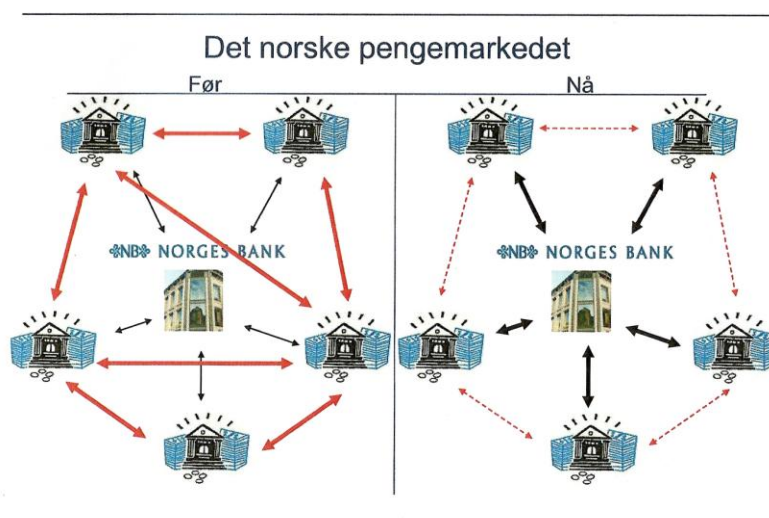 Det norske pengemarkedet
Før
Nå
NB NORGES BANK
NB NORGES BANK